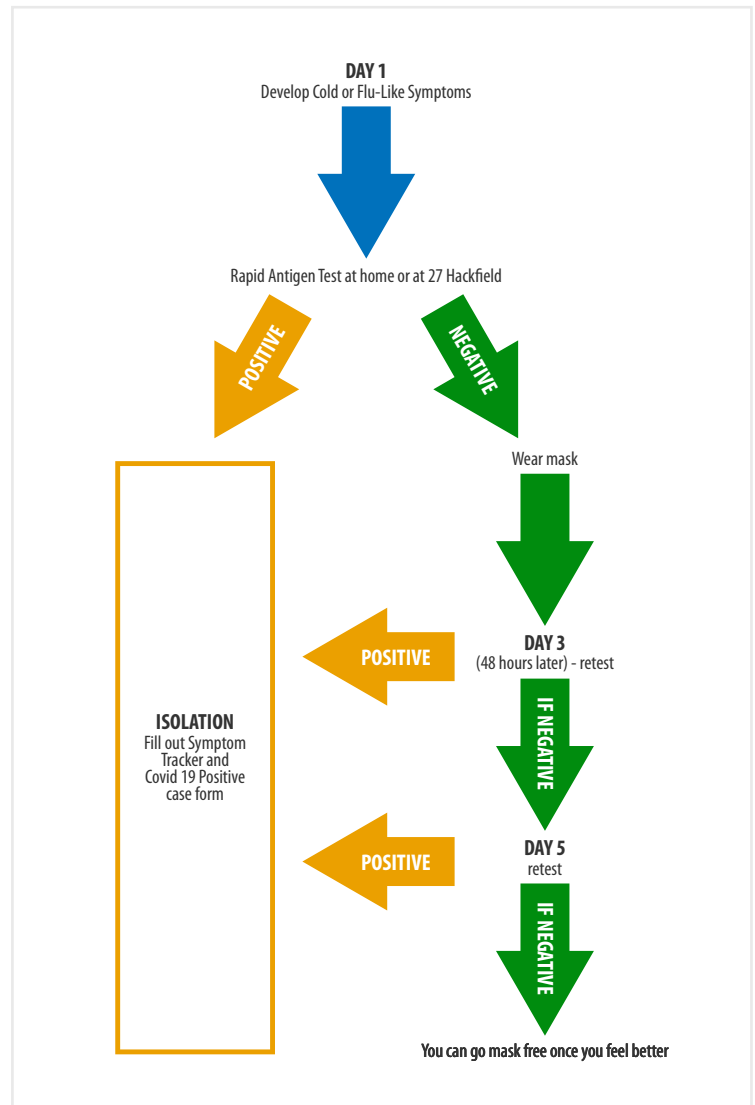 DAY 1
Develop Cold or Flu-Like Symptoms
Rapid Antigen Test at home or at 27 Hackfield
POSITIVE
NEGATIVE
Wear mask
DAY 3
(48 hours later) - retest
POSITIVE
IF NEGATIVE
ISOLATION
Fill out Symptom
Tracker and
Covid 19 Positive
case form
DAY 5
retest
POSITIVE
IF NEGATIVE
You can go mask free once you feel better